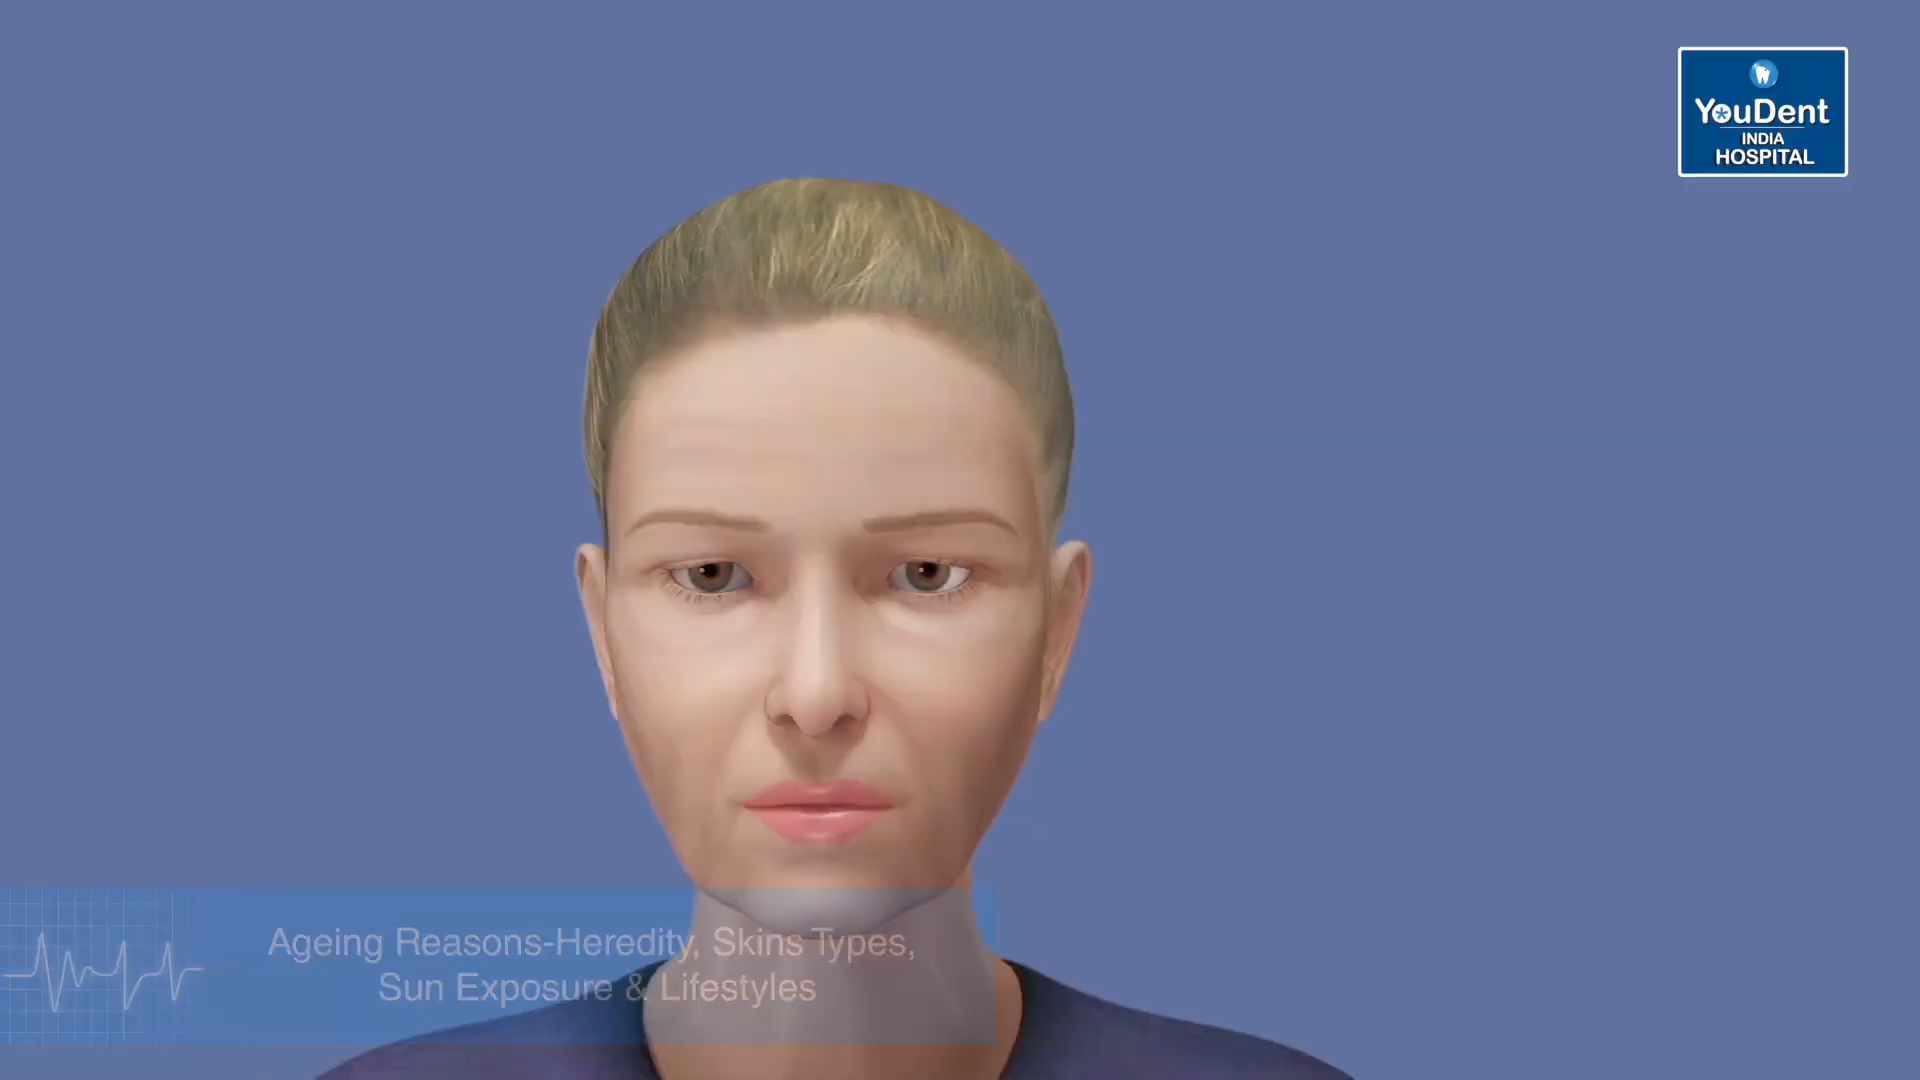 YouDent
INDIA
HOSPITAL
Ageing Reasons-Heredity, Skins Types,
Sun Exposure & Lifestyles